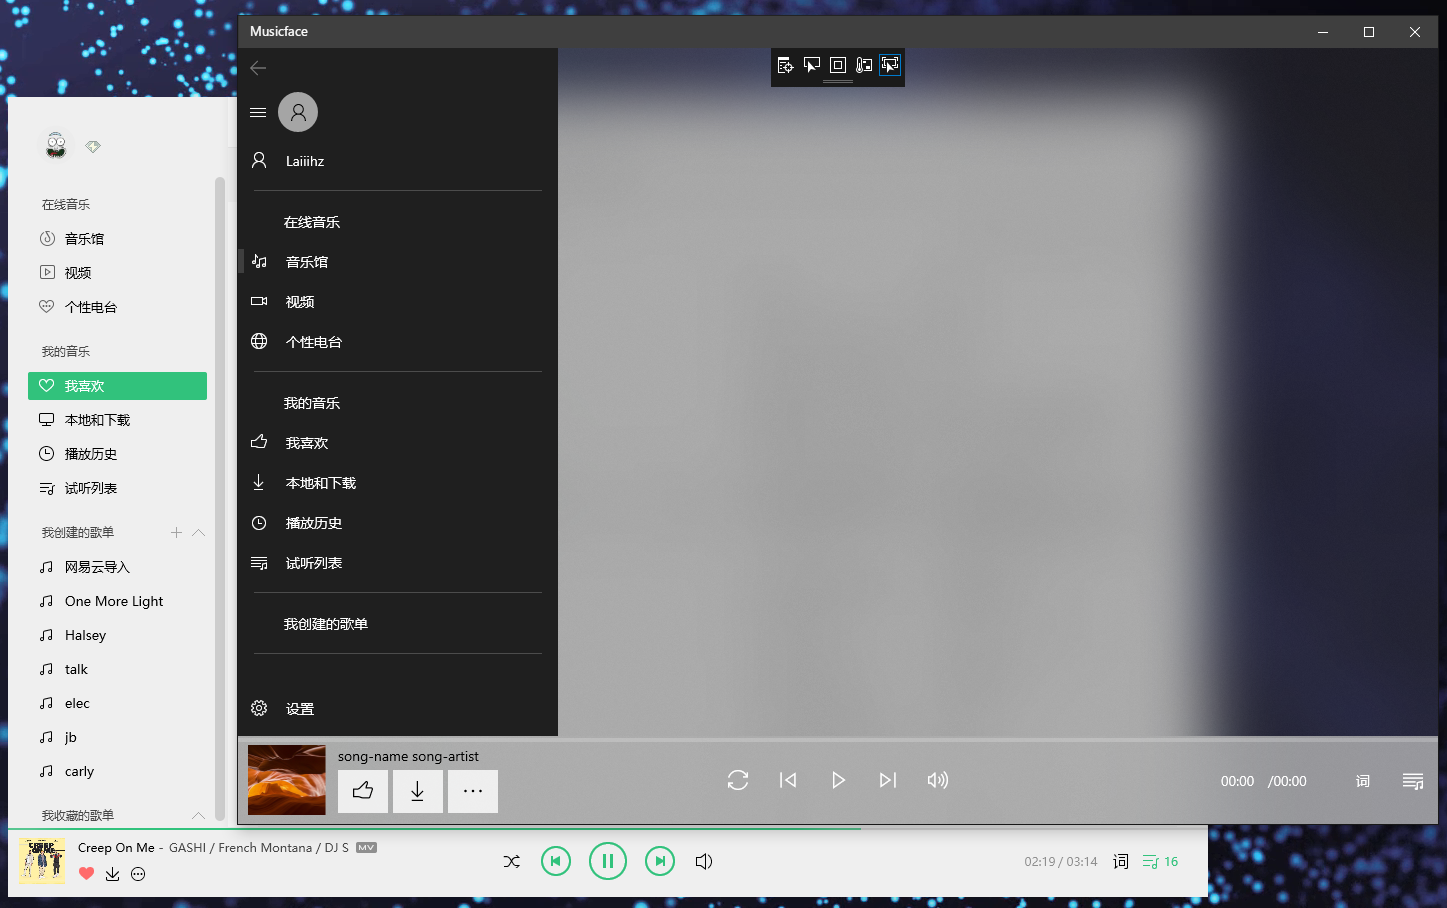 Musicface
Laiiihz
在线音乐
音乐馆
视频
个性电台
我的音乐
我喜欢
本地和下载
播放历史
试听列表
我创建的歌单
设置
song-name song-artist
00:00 /00:00
词
在线音乐
音乐馆
视频
个性电台
我的音乐
我喜欢
本地和下载
播放历史
试听列表
我创建的歌单
网易云导入
One More Light
Halsey
talk
elec
jb
carly
我收藏的歌单
Creep On Me - GASHI / French Montana / DJ S MV
02:19 / 03:14
词
16